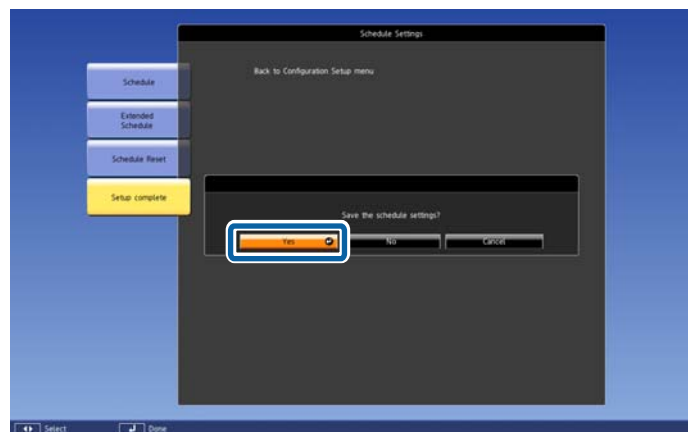 Schedule Settings
Back to Configuration Setup menu
Schedule
Extended
Schedule
Schedule Reset
Setup complete
Save the schedule settings?
Yes
No
Cancel
Select
Done